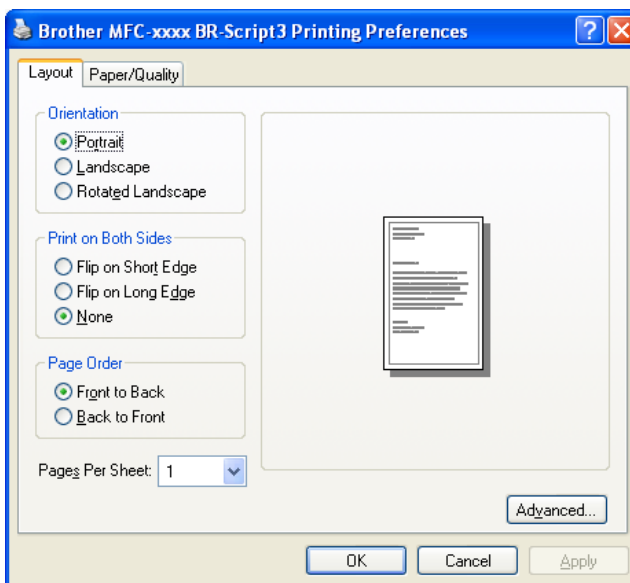 Brother MFC-xxxx BR-Script3 Printing Preferences
Layout Paper/Quality
Orientation
Portrait
Landscape
Rotated Landscape
Print on Both Sides
Flip on Short Edge
Flip on Long Edge
None
Page Order
Front to Back
Back to Front
Pages Per Sheet: 1
Advanced...
OK Cancel Apply